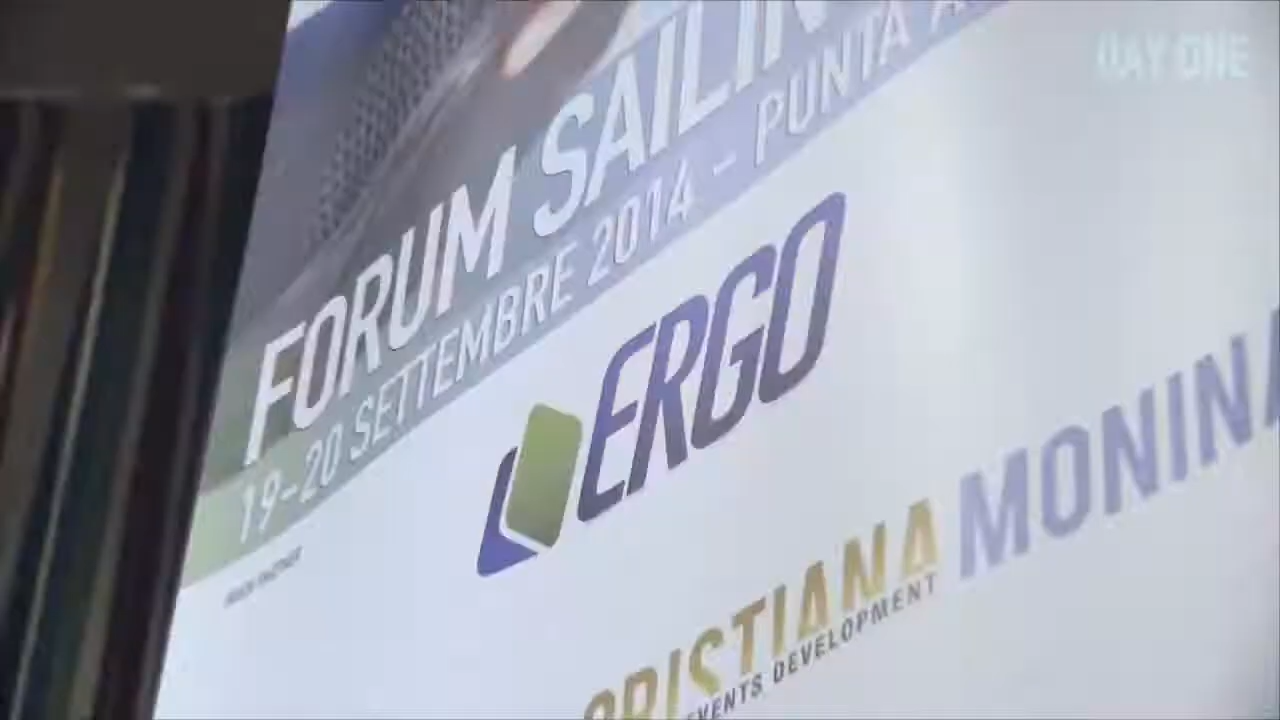 DAY ONE
FORUM SAILIN
19-20 SETTEMBRE 2014 - PUNTA A
ERGO
CRISTIANA MONINA
EVENTS DEVELOPMENT